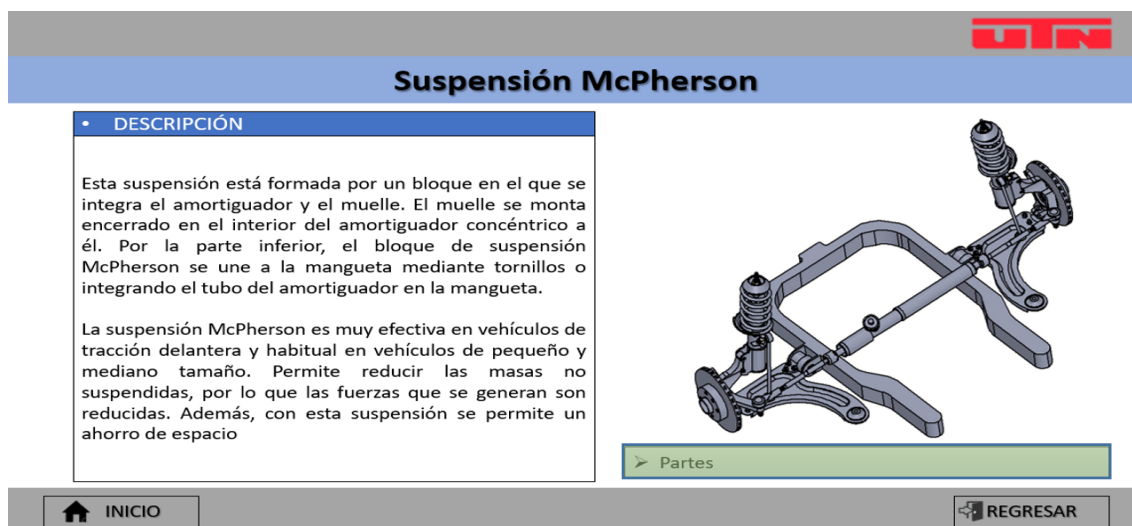 UTN
Suspensión McPherson
• DESCRIPCIÓN
Esta suspensión está formada por un bloque en el que se
integra el amortiguador y el muelle. El muelle se monta
encerrado en el interior del amortiguador concéntrico a
él. Por la parte inferior, el bloque de suspensión
McPherson se une a la mangueta mediante tornillos o
integrando el tubo del amortiguador en la mangueta.
La suspensión McPherson es muy efectiva en vehículos de
tracción delantera y habitual en vehículos de pequeño y
mediano tamaño. Permite reducir las masas no
suspendidas, por lo que las fuerzas que se generan son
reducidas. Además, con esta suspensión se permite un
ahorro de espacio
➢ Partes
INICIO
REGRESAR